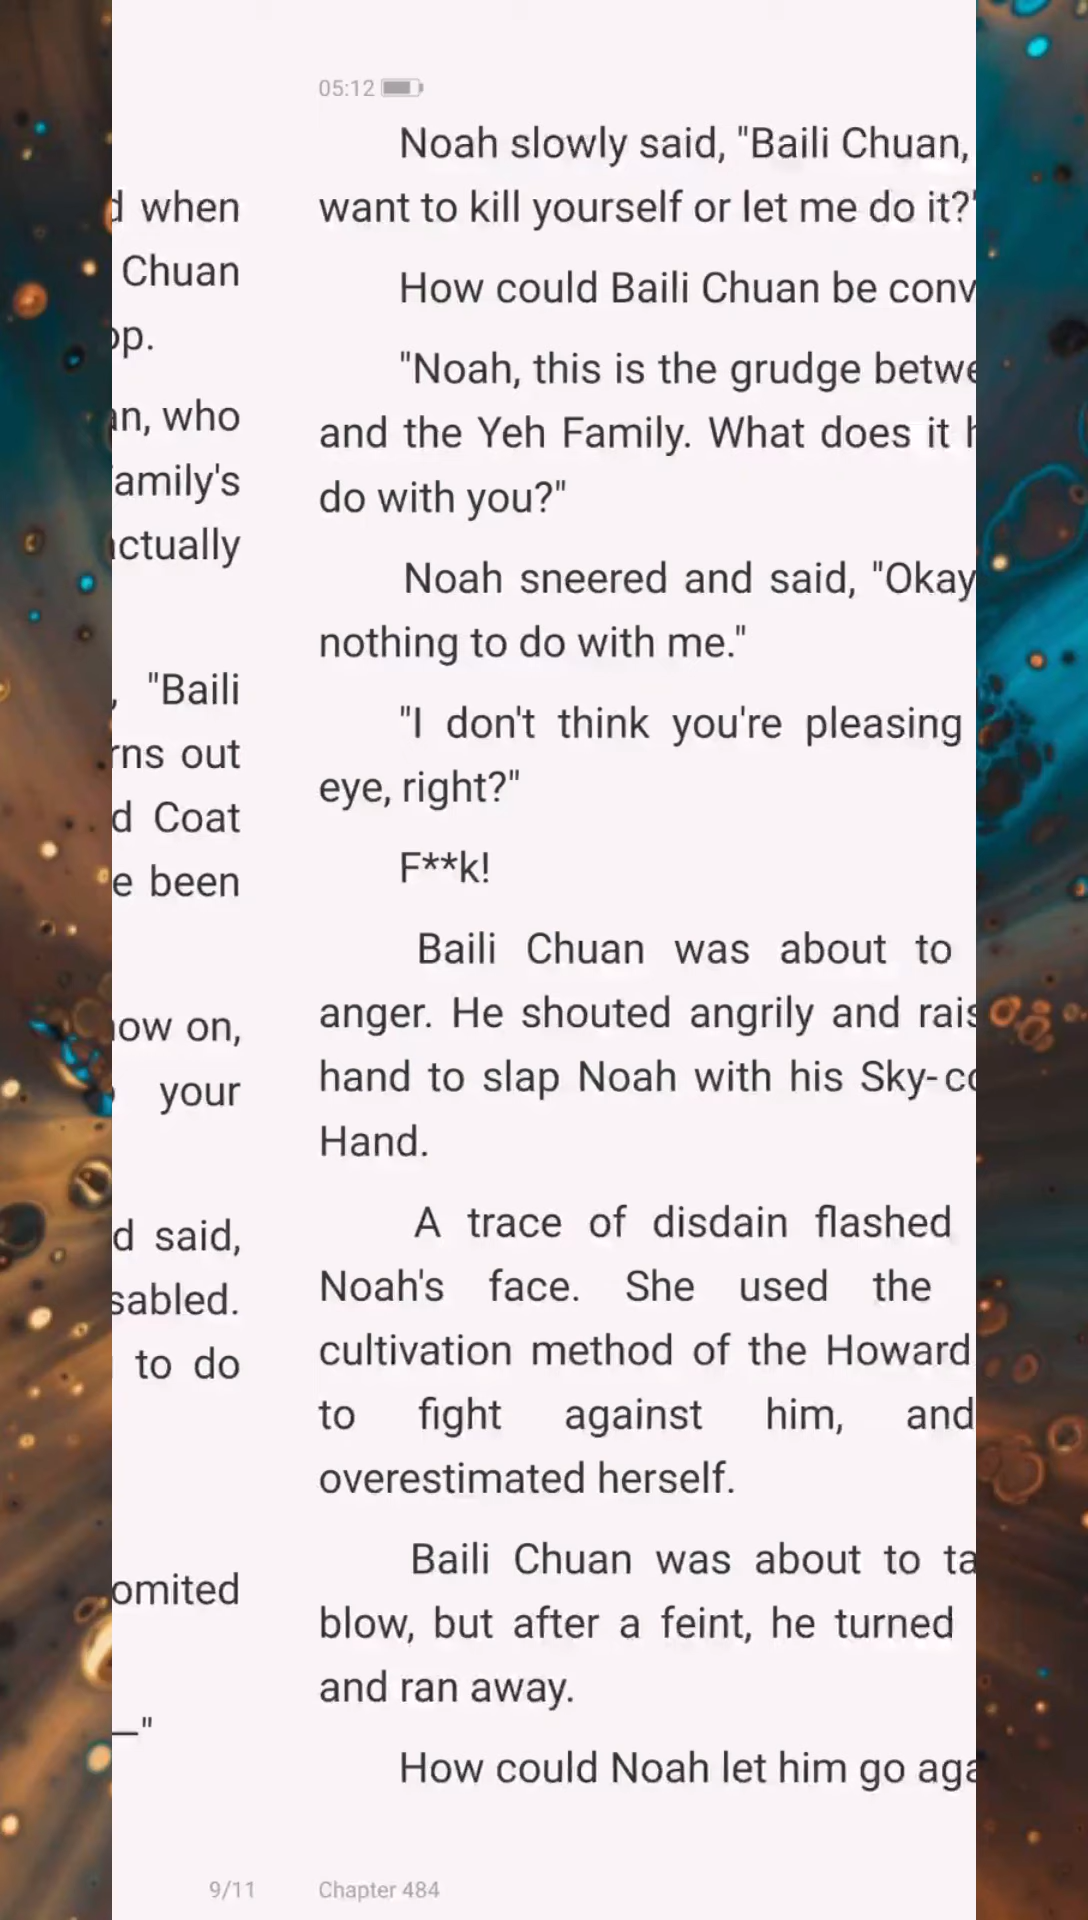 when
Chuan
op.
an, who
amily's
actually
, "Baili
rns out
d Coat
e been
now on,
your
d said,
sabled.
to do
omited
—"
9/11
05:12
Noah slowly said, "Baili Chuan,
want to kill yourself or let me do it?"
How could Baili Chuan be conv
"Noah, this is the grudge betwe
and the Yeh Family. What does it h
do with you?"
Noah sneered and said, "Okay
nothing to do with me."
"I don't think you're pleasing
eye, right?"
F**k!
Baili Chuan was about to
anger. He shouted angrily and rais
hand to slap Noah with his Sky-co
Hand.
A trace of disdain flashed
Noah's face. She used the
cultivation method of the Howard
to fight against him, and
overestimated herself.
Baili Chuan was about to ta
blow, but after a feint, he turned
and ran away.
How could Noah let him go aga
Chapter 484